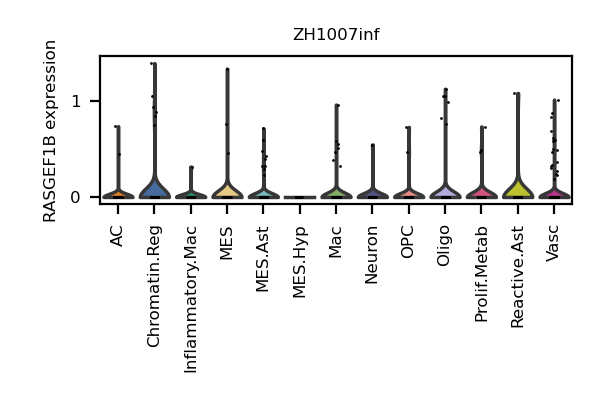 ZH1007inf
RASGEF1B expression
1
0
AC
Chromatin.Reg
Inflammatory.Mac
MES
MES.Ast
MES.Hyp
Mac
Neuron
OPC
Oligo
Prolif.Metab
Reactive.Ast
Vasc